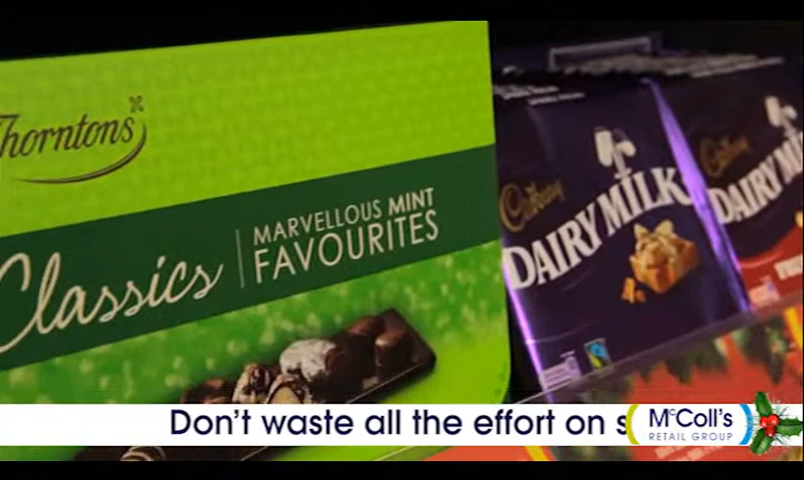 Thorntons
Classics
MARVELLOUS MINT
FAVOURITES
Cadbury
DAIRY MILK
Cadbury
DAIRY MILK
Don't waste all the effort on s
McColl's
RETAIL GROUP